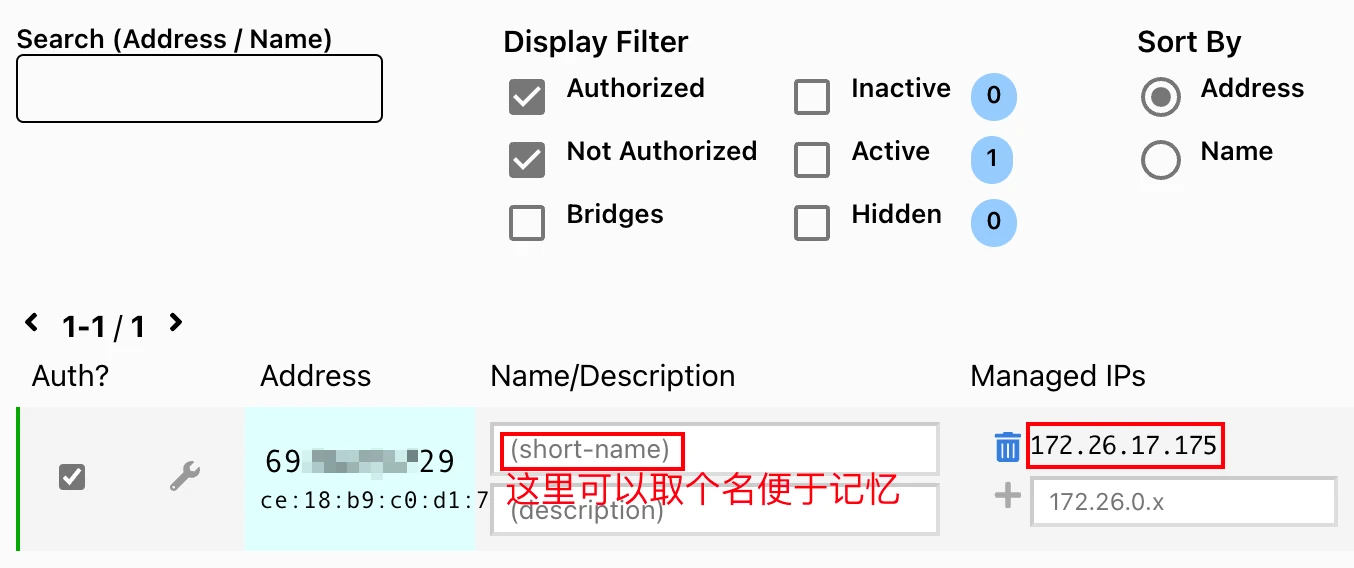 Search (Address / Name)
Display Filter
Sort By
Authorized
Inactive
0
Address
Not Authorized
Active
1
Name
Bridges
Hidden
0
1-1 / 1
Auth?
Address
Name/Description
Managed IPs
69 29
(short-name)
172.26.17.175
ce:18:b9:c0:d1:7
这里可以取个名便于记忆
(description)
172.26.0.x